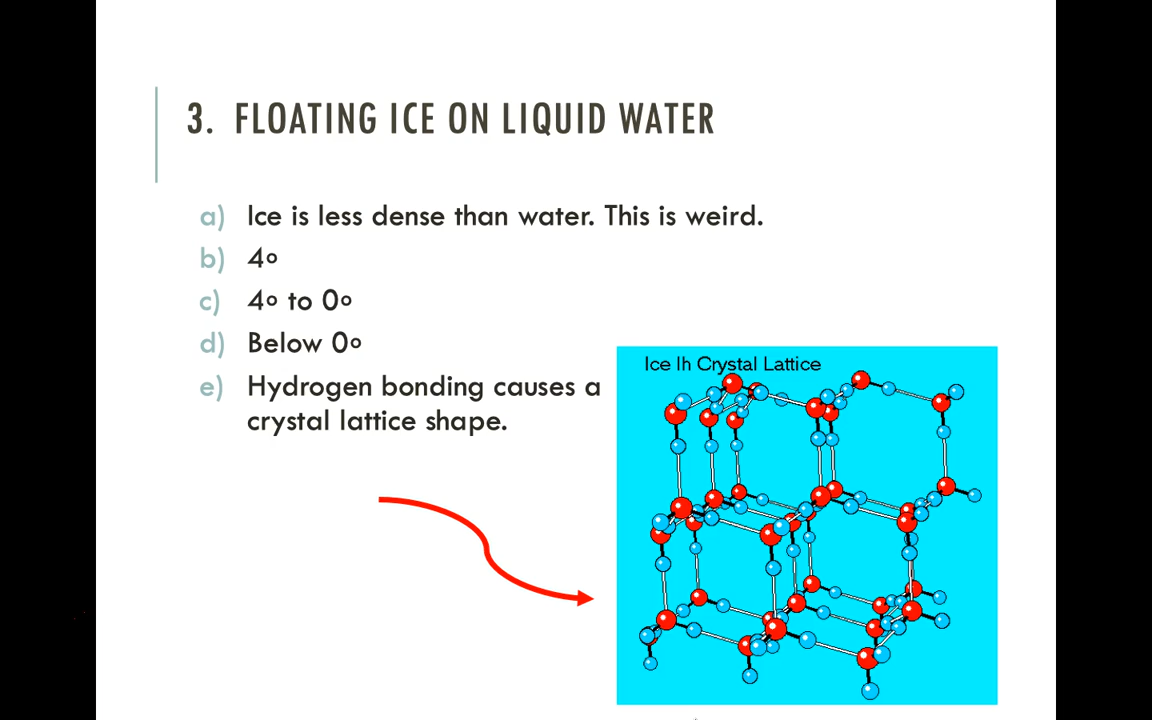 3. FLOATING ICE ON LIQUID WATER
a) Ice is less dense than water. This is weird.
b) 4o
c) 4o to 0o
d) Below 0o
e) Hydrogen bonding causes a
crystal lattice shape.
Ice Ih Crystal Lattice